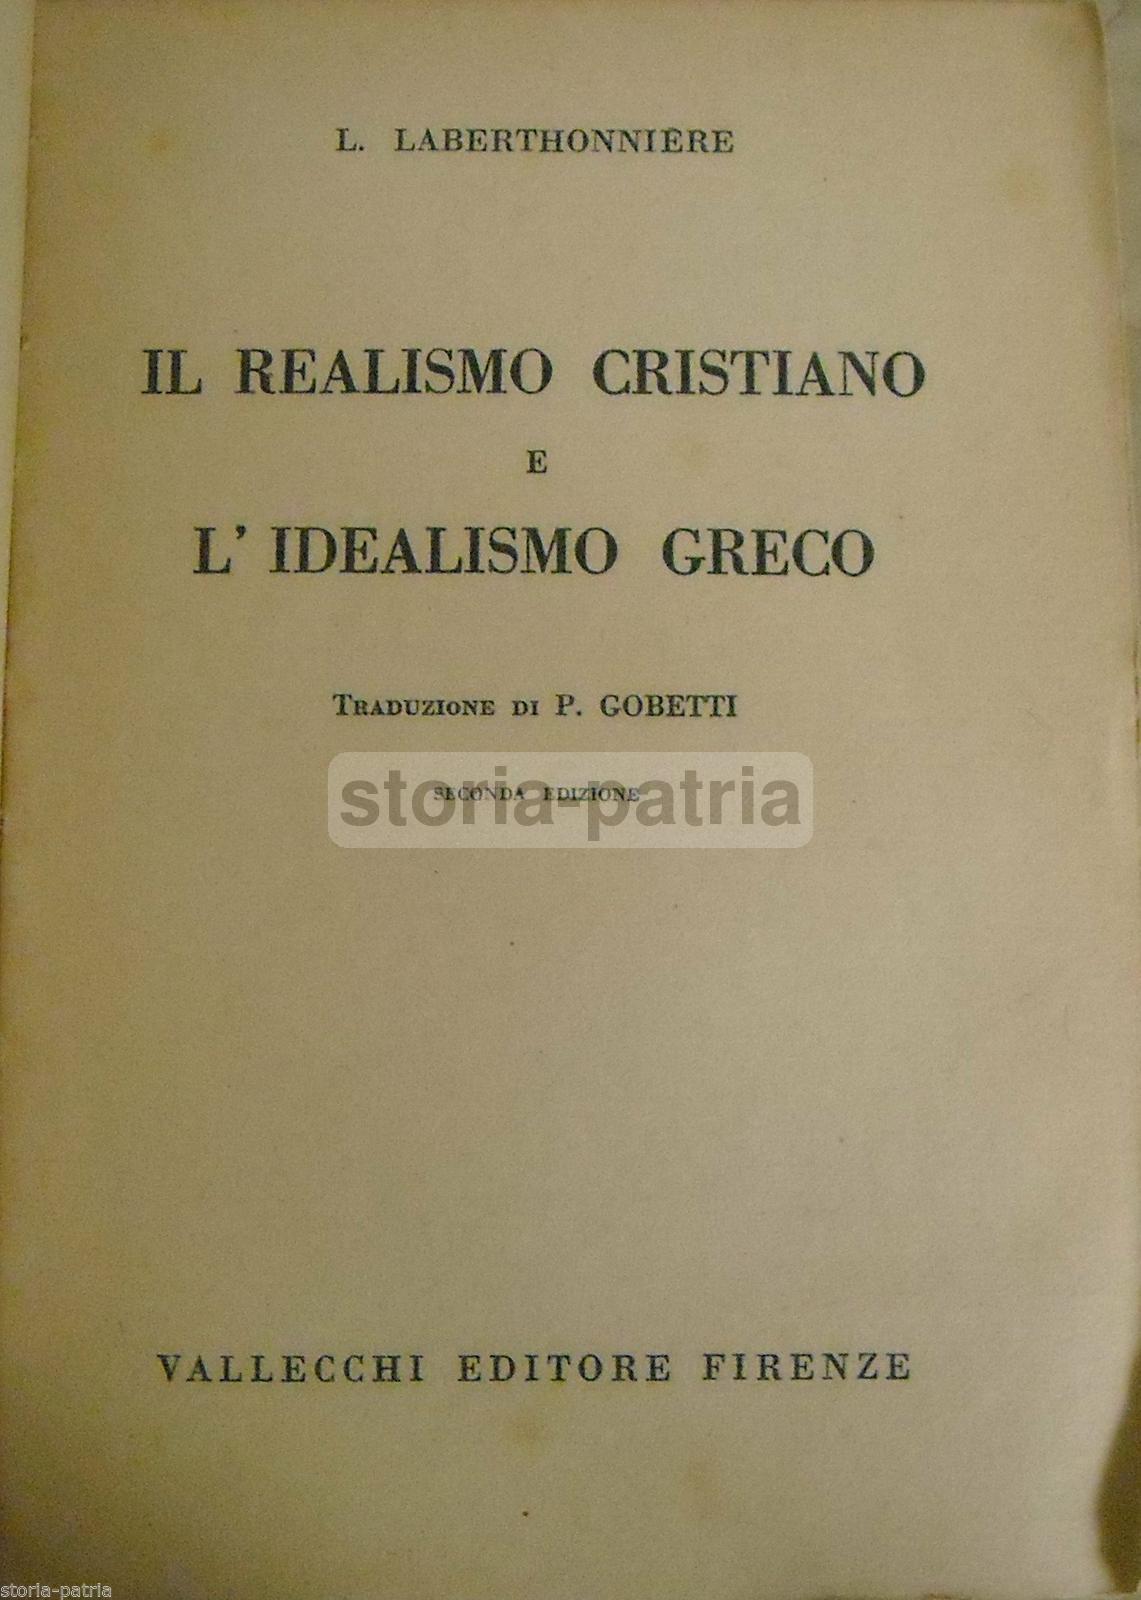 L. LABERTHONNIÈRE
IL REALISMO CRISTIANO
E
L'IDEALISMO GRECO
TRADUZIONE DI P. GOBETTI
SECONDA EDIZIONE
storia-patria
VALLECCHI EDITORE FIRENZE
storia-patria